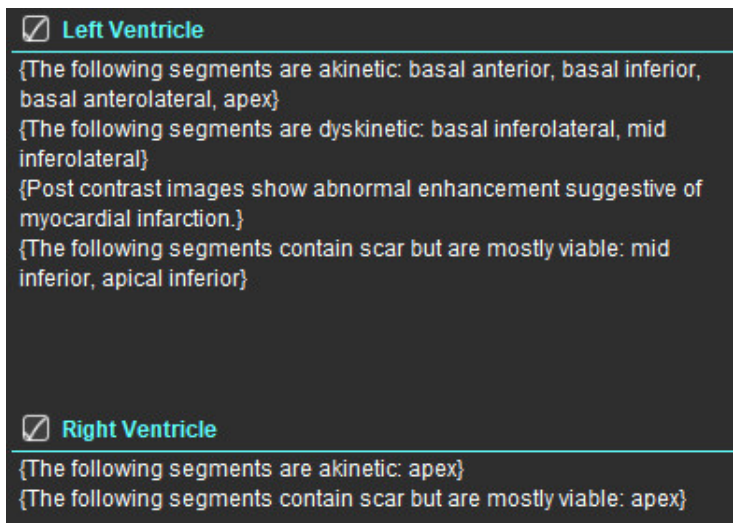 Left Ventricle
{The following segments are akinetic: basal anterior, basal inferior,
basal anterolateral, apex}
{The following segments are dyskinetic: basal inferolateral, mid
inferolateral}
{Post contrast images show abnormal enhancement suggestive of
myocardial infarction.}
{The following segments contain scar but are mostly viable: mid
inferior, apical inferior}
Right Ventricle
{The following segments are akinetic: apex}
{The following segments contain scar but are mostly viable: apex}